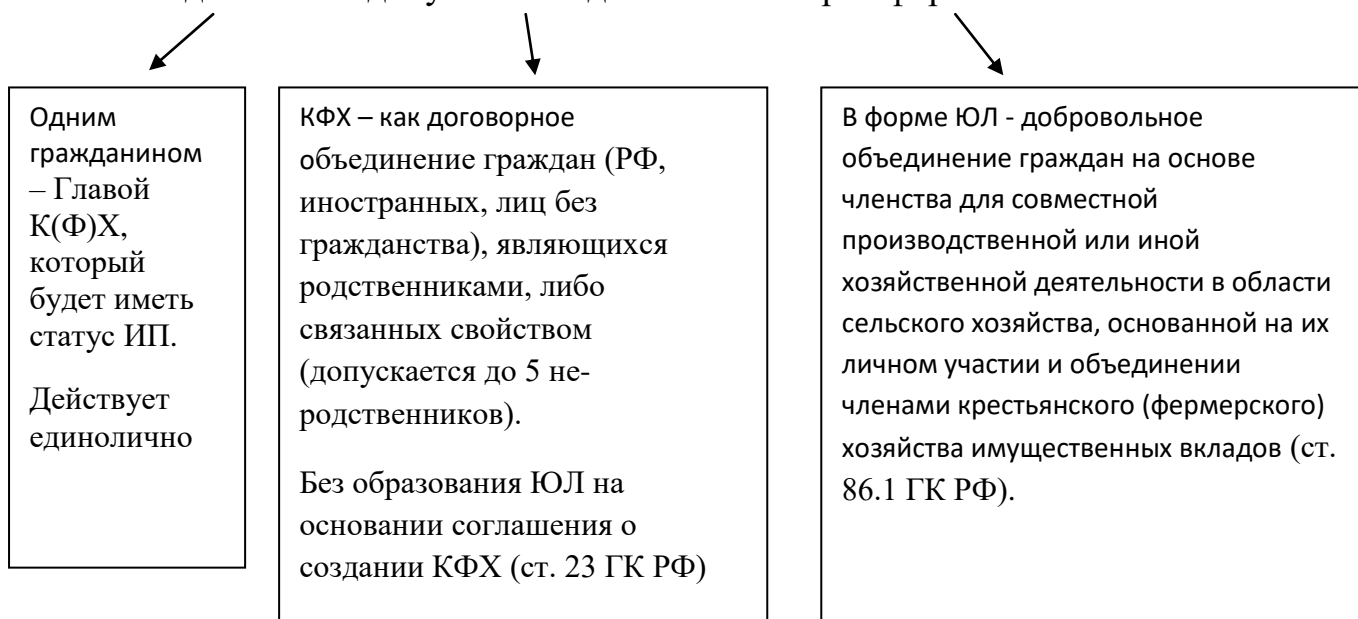 Одним
гражданином
– Главой
К(Ф)Х,
который
будет иметь
статус ИП.
Действует
единолично
КФХ – как договорное
объединение граждан (РФ,
иностранных, лиц без
гражданства), являющихся
родственниками, либо
связанных свойством
(допускается до 5 не-
родственников).
Без образования ЮЛ на
основании соглашения о
создании КФХ (ст. 23 ГК РФ)
В форме ЮЛ - добровольное
объединение граждан на основе
членства для совместной
производственной или иной
хозяйственной деятельности в области
сельского хозяйства, основанной на их
личном участии и объединении
членами крестьянского (фермерского)
хозяйства имущественных вкладов (ст.
86.1 ГК РФ).